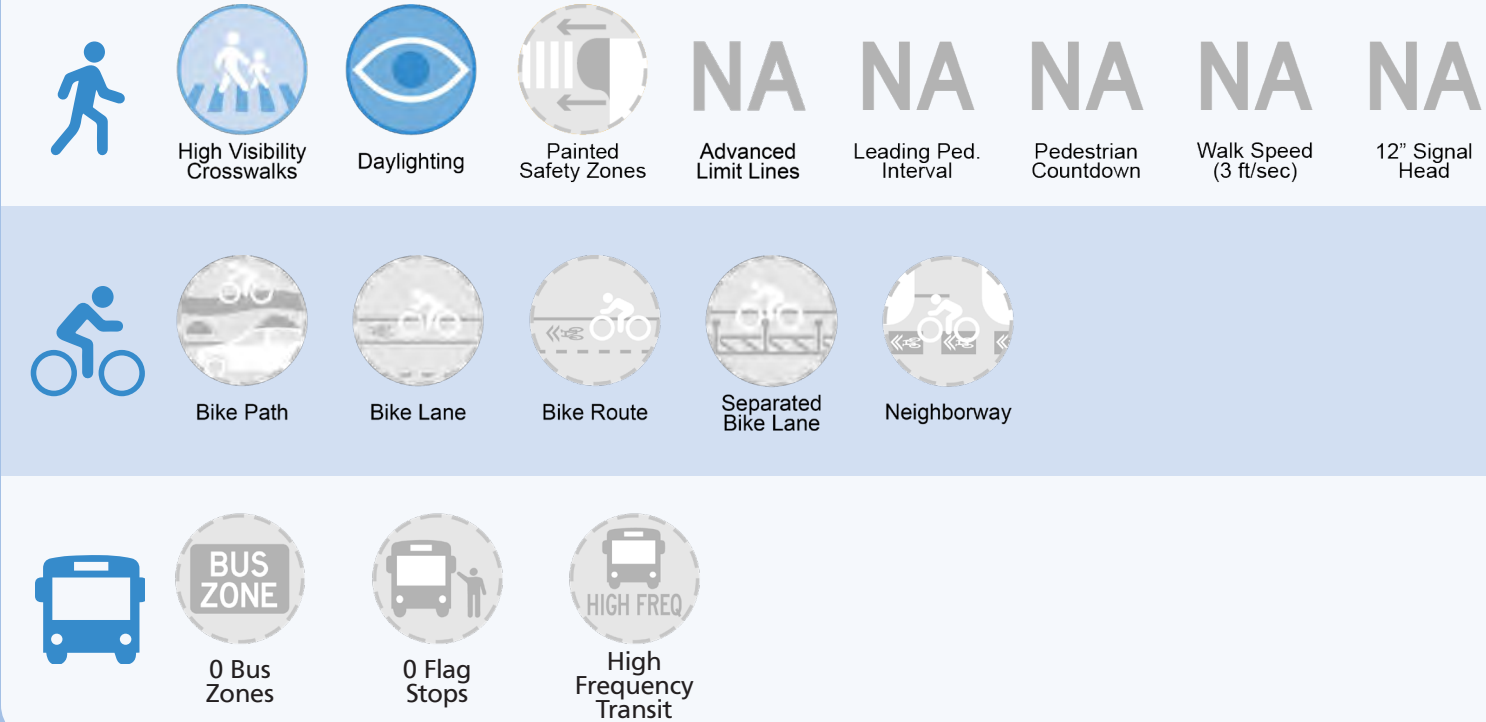 NA NA NA NA NA
High Visibility
Crosswalks
Daylighting
Painted
Safety Zones
Advanced
Limit Lines
Leading Ped.
Interval
Pedestrian
Countdown
Walk Speed
(3 ft/sec)
12” Signal
Head
Bike Path
Bike Lane
Bike Route
Separated
Bike Lane
Neighborway
BUS
ZONE
0 Bus
Zones
0 Flag
Stops
HIGH FREQ
High
Frequency
Transit